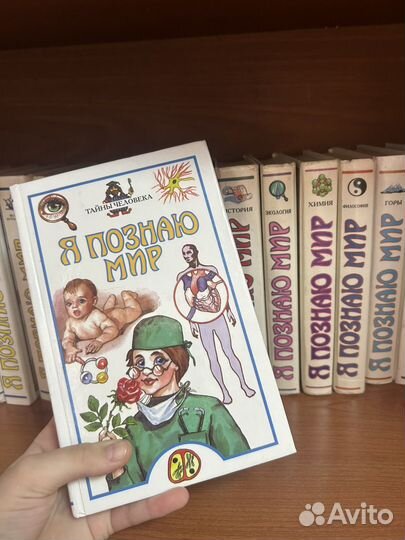 ТАЙНЫ ЧЕЛОВЕКА
Я ПОЗНАЮ
МИР
Я ПОЗНАЮ
ИСТОРИЯ
МИР
ЭКОЛОГИЯ
Я ПОЗНАЮ МИР
ХИМИЯ
Я ПОЗНАЮ МИР
ФИЛОСОФИЯ
Я ПОЗНАЮ МИР
ГОРЫ
Я ПОЗНАЮ МИР
Avito